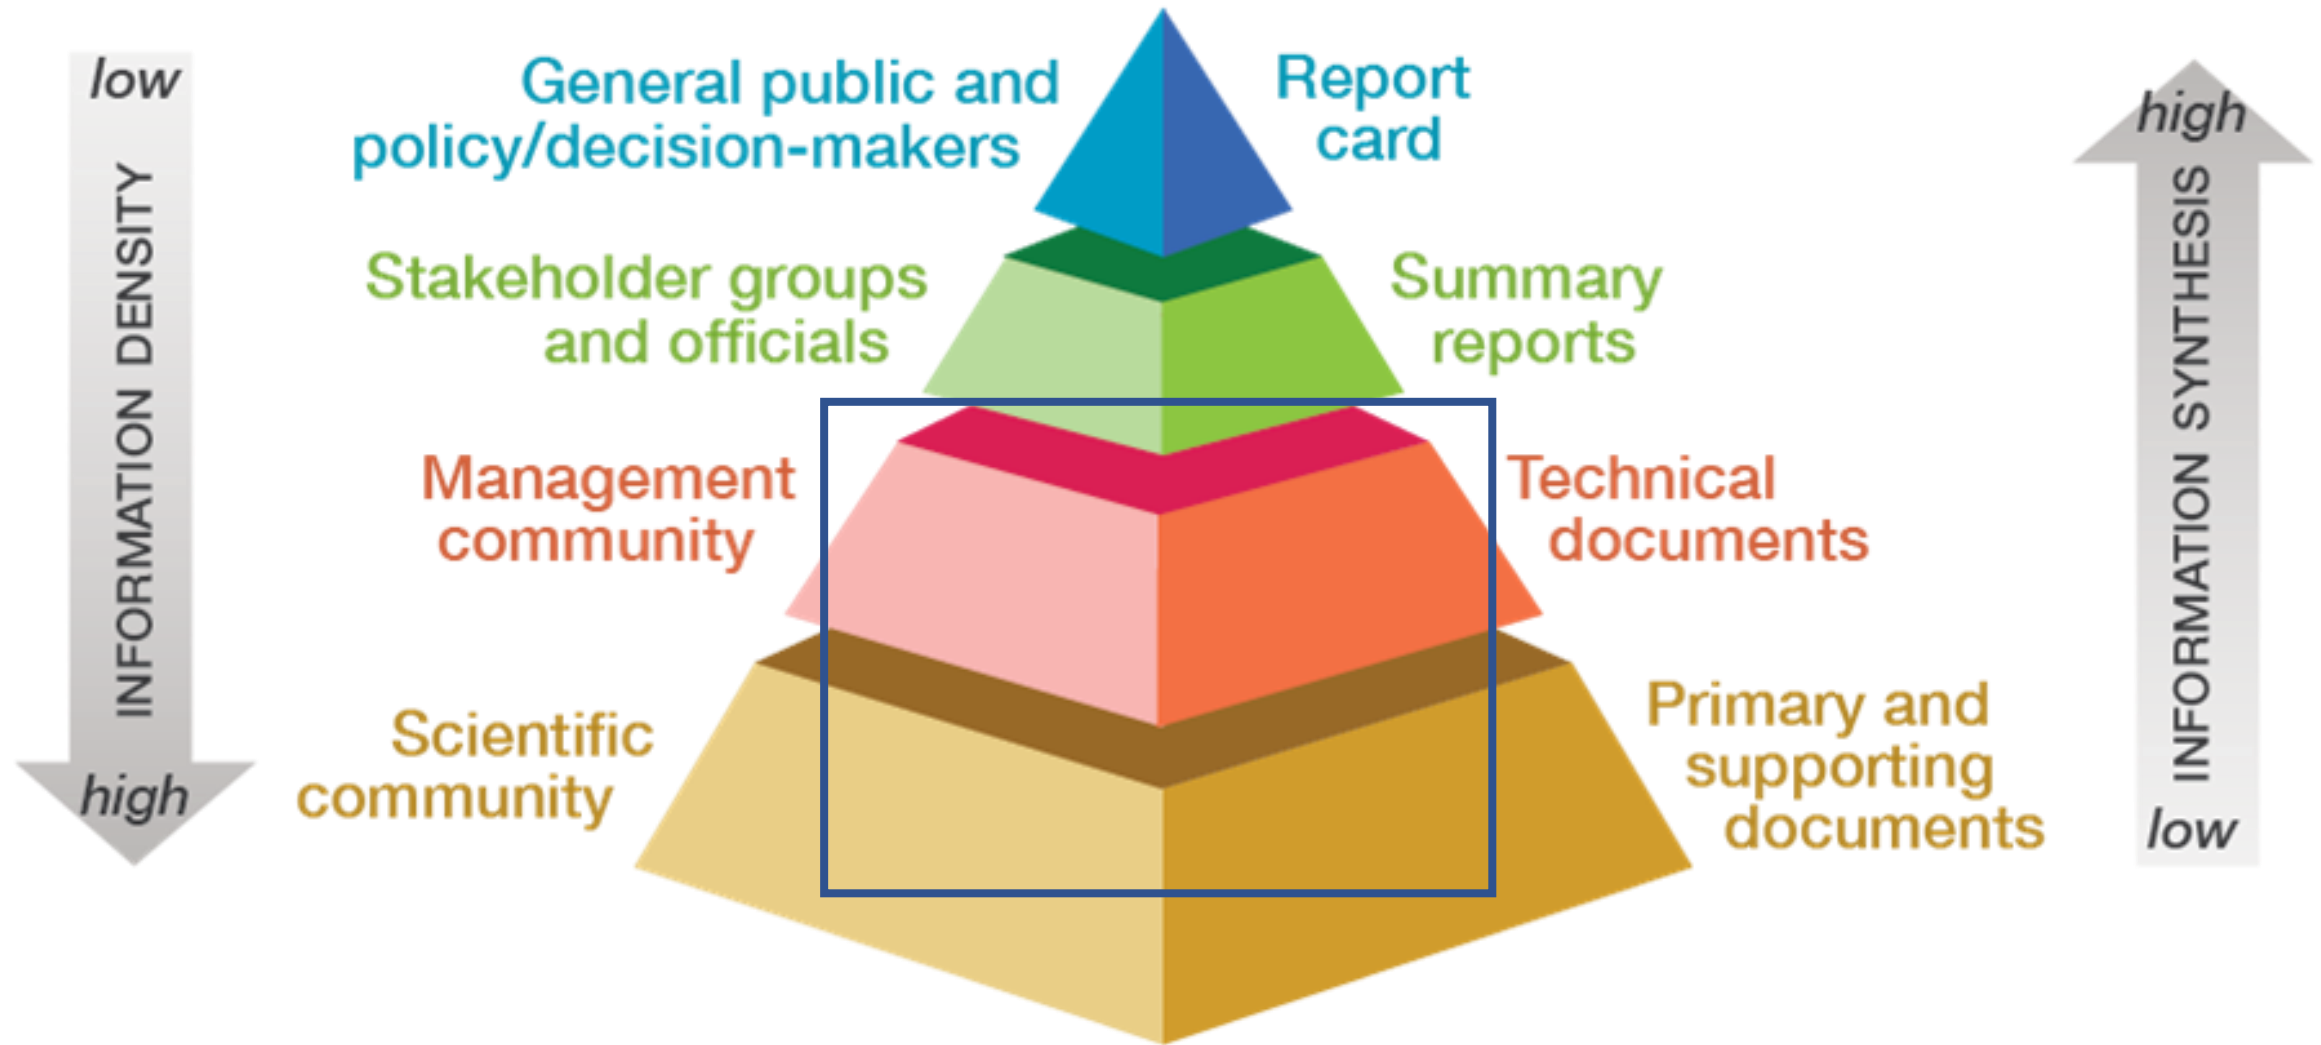 low
INFORMATION DENSITY
high
General public and
policy/decision-makers
Report
card
Stakeholder groups
and officials
Summary
reports
Management
community
Technical
documents
Scientific
community
Primary and
supporting
documents
high
INFORMATION SYNTHESIS
low